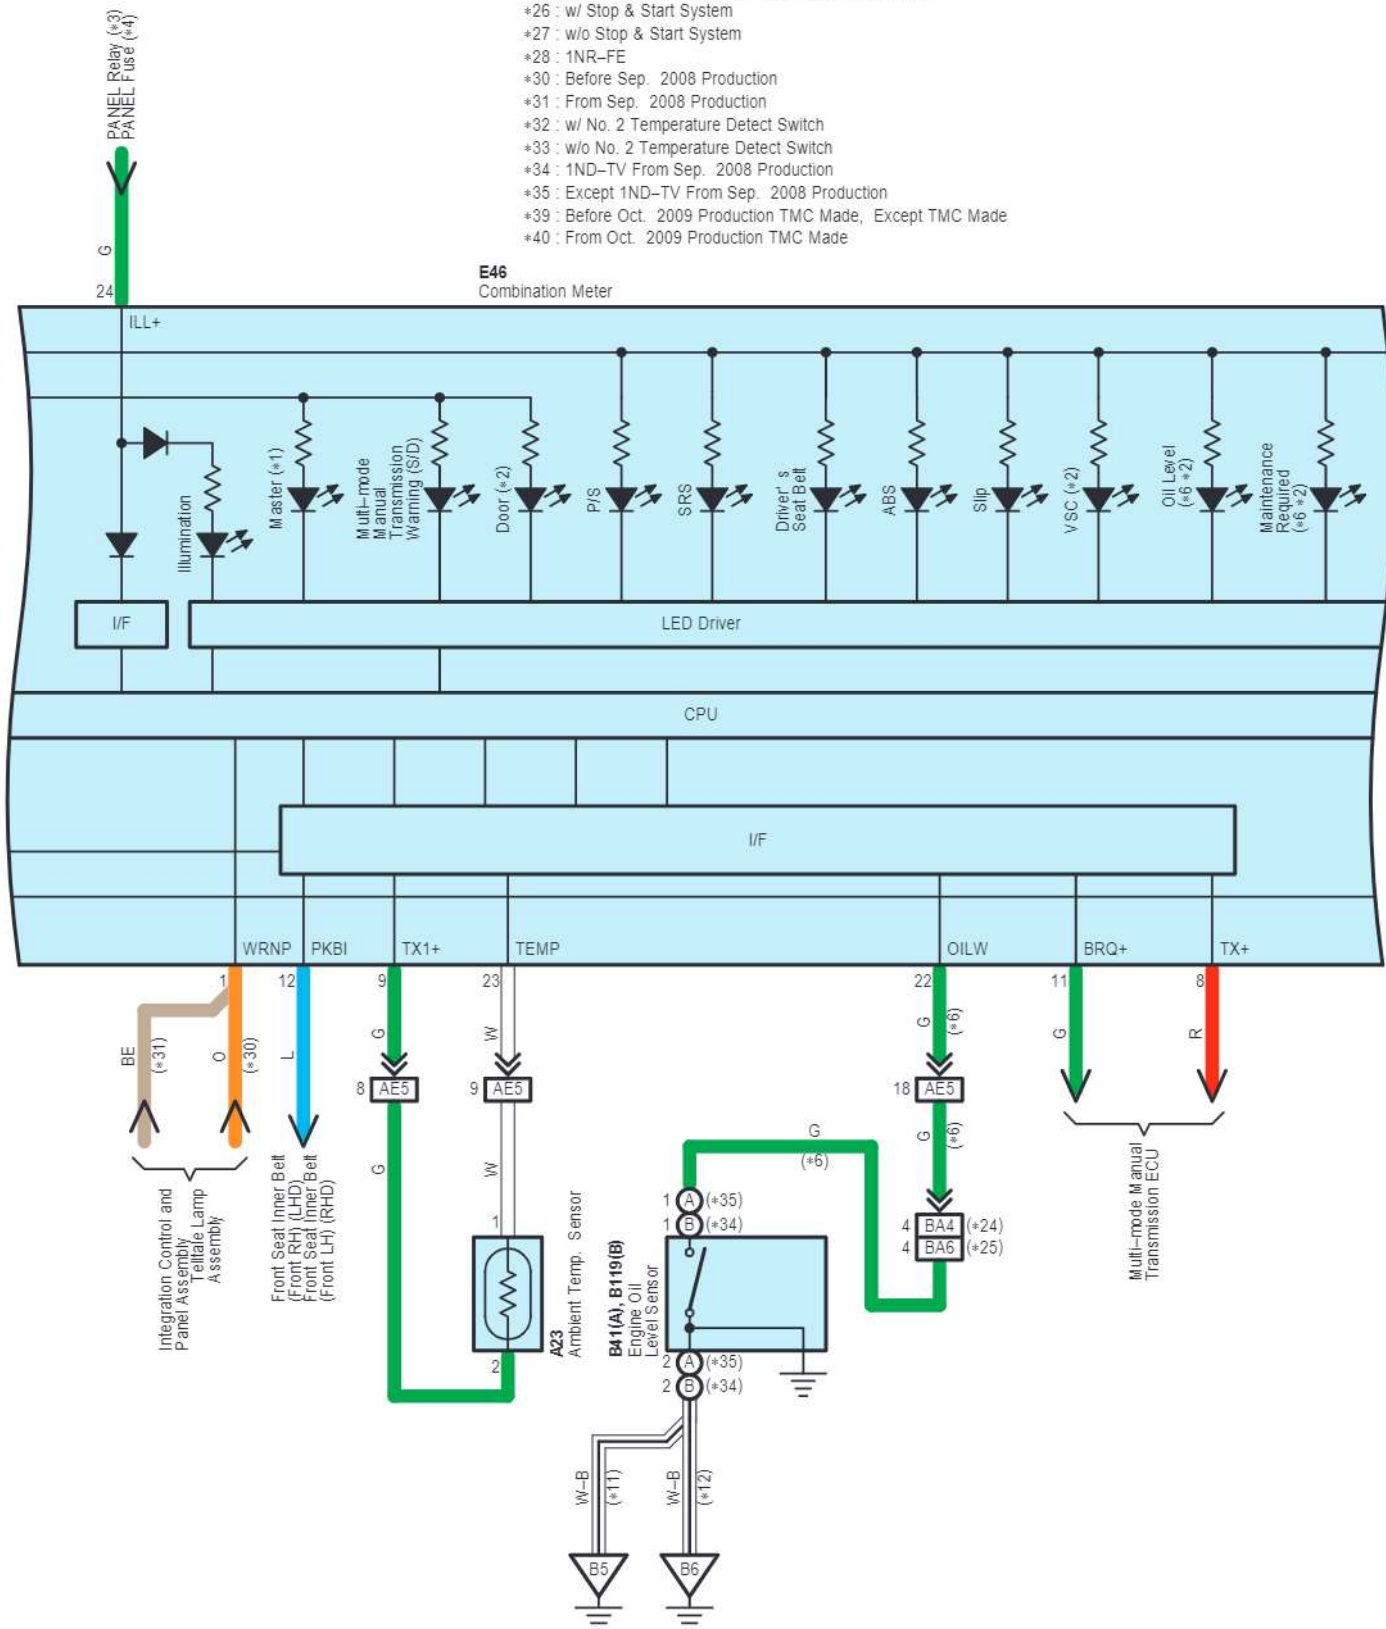 *26 : w/ Stop & Start System
*27 : w/o Stop & Start System
*28 : 1NR–FE
*30 : Before Sep. 2008 Production
*31 : From Sep. 2008 Production
*32 : w/ No. 2 Temperature Detect Switch
*33 : w/o No. 2 Temperature Detect Switch
*34 : 1ND–TV From Sep. 2008 Production
*35 : Except 1ND–TV From Sep. 2008 Production
*39 : Before Oct. 2009 Production TMC Made, Except TMC Made
*40 : From Oct. 2009 Production TMC Made
PANEL Relay (*3)
PANEL Fuse (*4)
G
24
E46
Combination Meter
ILL+
Illumination
Master (*1)
Multi–mode
Manual
Transmission
Warning (S/D)
Door (*2)
P/S
SRS
Driver' s
Seat Belt
ABS
Slip
VSC (*2)
Oil Level
(*6 *2)
Maintenance
Required
(*6 *2)
I/F
LED Driver
CPU
I/F
WRNP
PKBI
TX1+
TEMP
OILW
BRQ+
TX+
1
12
9
23
22
11
8
BE
(*31)
O
(*30)
L
G
W
G
(*6)
G
R
8 AE5
9 AE5
18 AE5
G
W
G
(*6)
G
(*6)
Integration Control and
Panel Assembly
Telltale Lamp
Assembly
Front Seat Inner Belt
(Front RH) (LHD)
Front Seat Inner Belt
(Front LH) (RHD)
1
2
A23
Ambient Temp. Sensor
1 A (*35)
1 B (*34)
B41(A), B119(B)
Engine Oil
Level Sensor
2 A (*35)
2 B (*34)
4 BA4 (*24)
4 BA6 (*25)
Multi–mode Manual
Transmission ECU
W–B
(*11)
W–B
(*12)
B5
B6